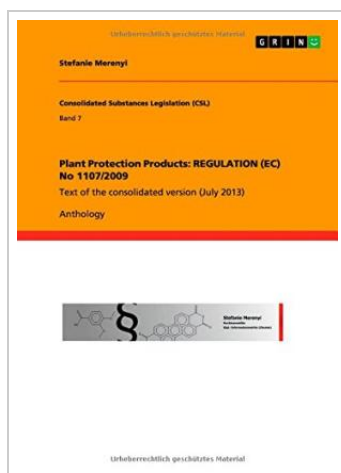 Urheberrechtlich geschütztes Material
G R I N
Stefanie Merenyi
Consolidated Substances Legislation (CSL)
Band 7
Plant Protection Products: REGULATION (EC)
No 1107/2009
Text of the consolidated version (July 2013)
Anthology
§
Stefanie Merenyi
Urheberrechtlich geschütztes Material